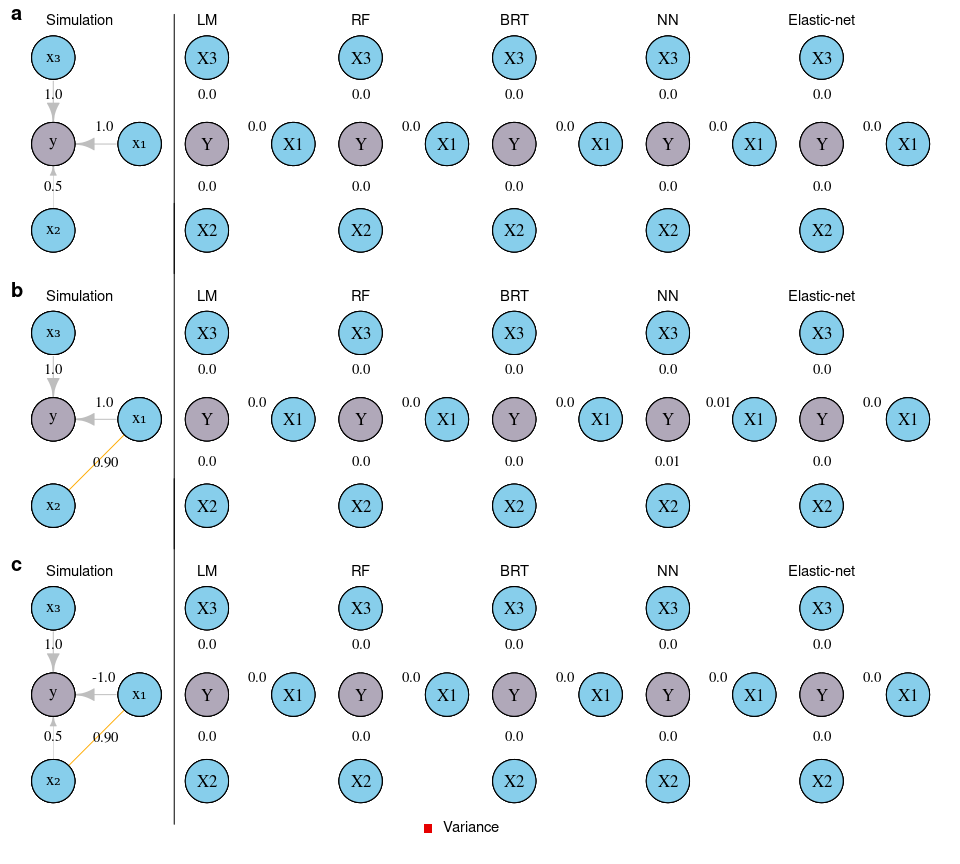 a
Simulation LM RF BRT NN Elastic-net
x₃ X3 X3 X3 X3 X3
1.0 0.0 0.0 0.0 0.0 0.0
1.0 0.0 0.0 0.0 0.0 0.0
y x₁ Y X1 Y X1 Y X1 Y X1 Y X1
0.5 0.0 0.0 0.0 0.0 0.0
x₂ X2 X2 X2 X2 X2
b
Simulation LM RF BRT NN Elastic-net
x₃ X3 X3 X3 X3 X3
1.0 0.0 0.0 0.0 0.0 0.0
1.0 0.0 0.0 0.0 0.01 0.0
y x₁ Y X1 Y X1 Y X1 Y X1 Y X1
0.90 0.0 0.0 0.0 0.01 0.0
x₂ X2 X2 X2 X2 X2
c
Simulation LM RF BRT NN Elastic-net
x₃ X3 X3 X3 X3 X3
1.0 0.0 0.0 0.0 0.0 0.0
-1.0 0.0 0.0 0.0 0.0 0.0
y x₁ Y X1 Y X1 Y X1 Y X1 Y X1
0.5 0.90 0.0 0.0 0.0 0.0 0.0
x₂ X2 X2 X2 X2 X2
Variance